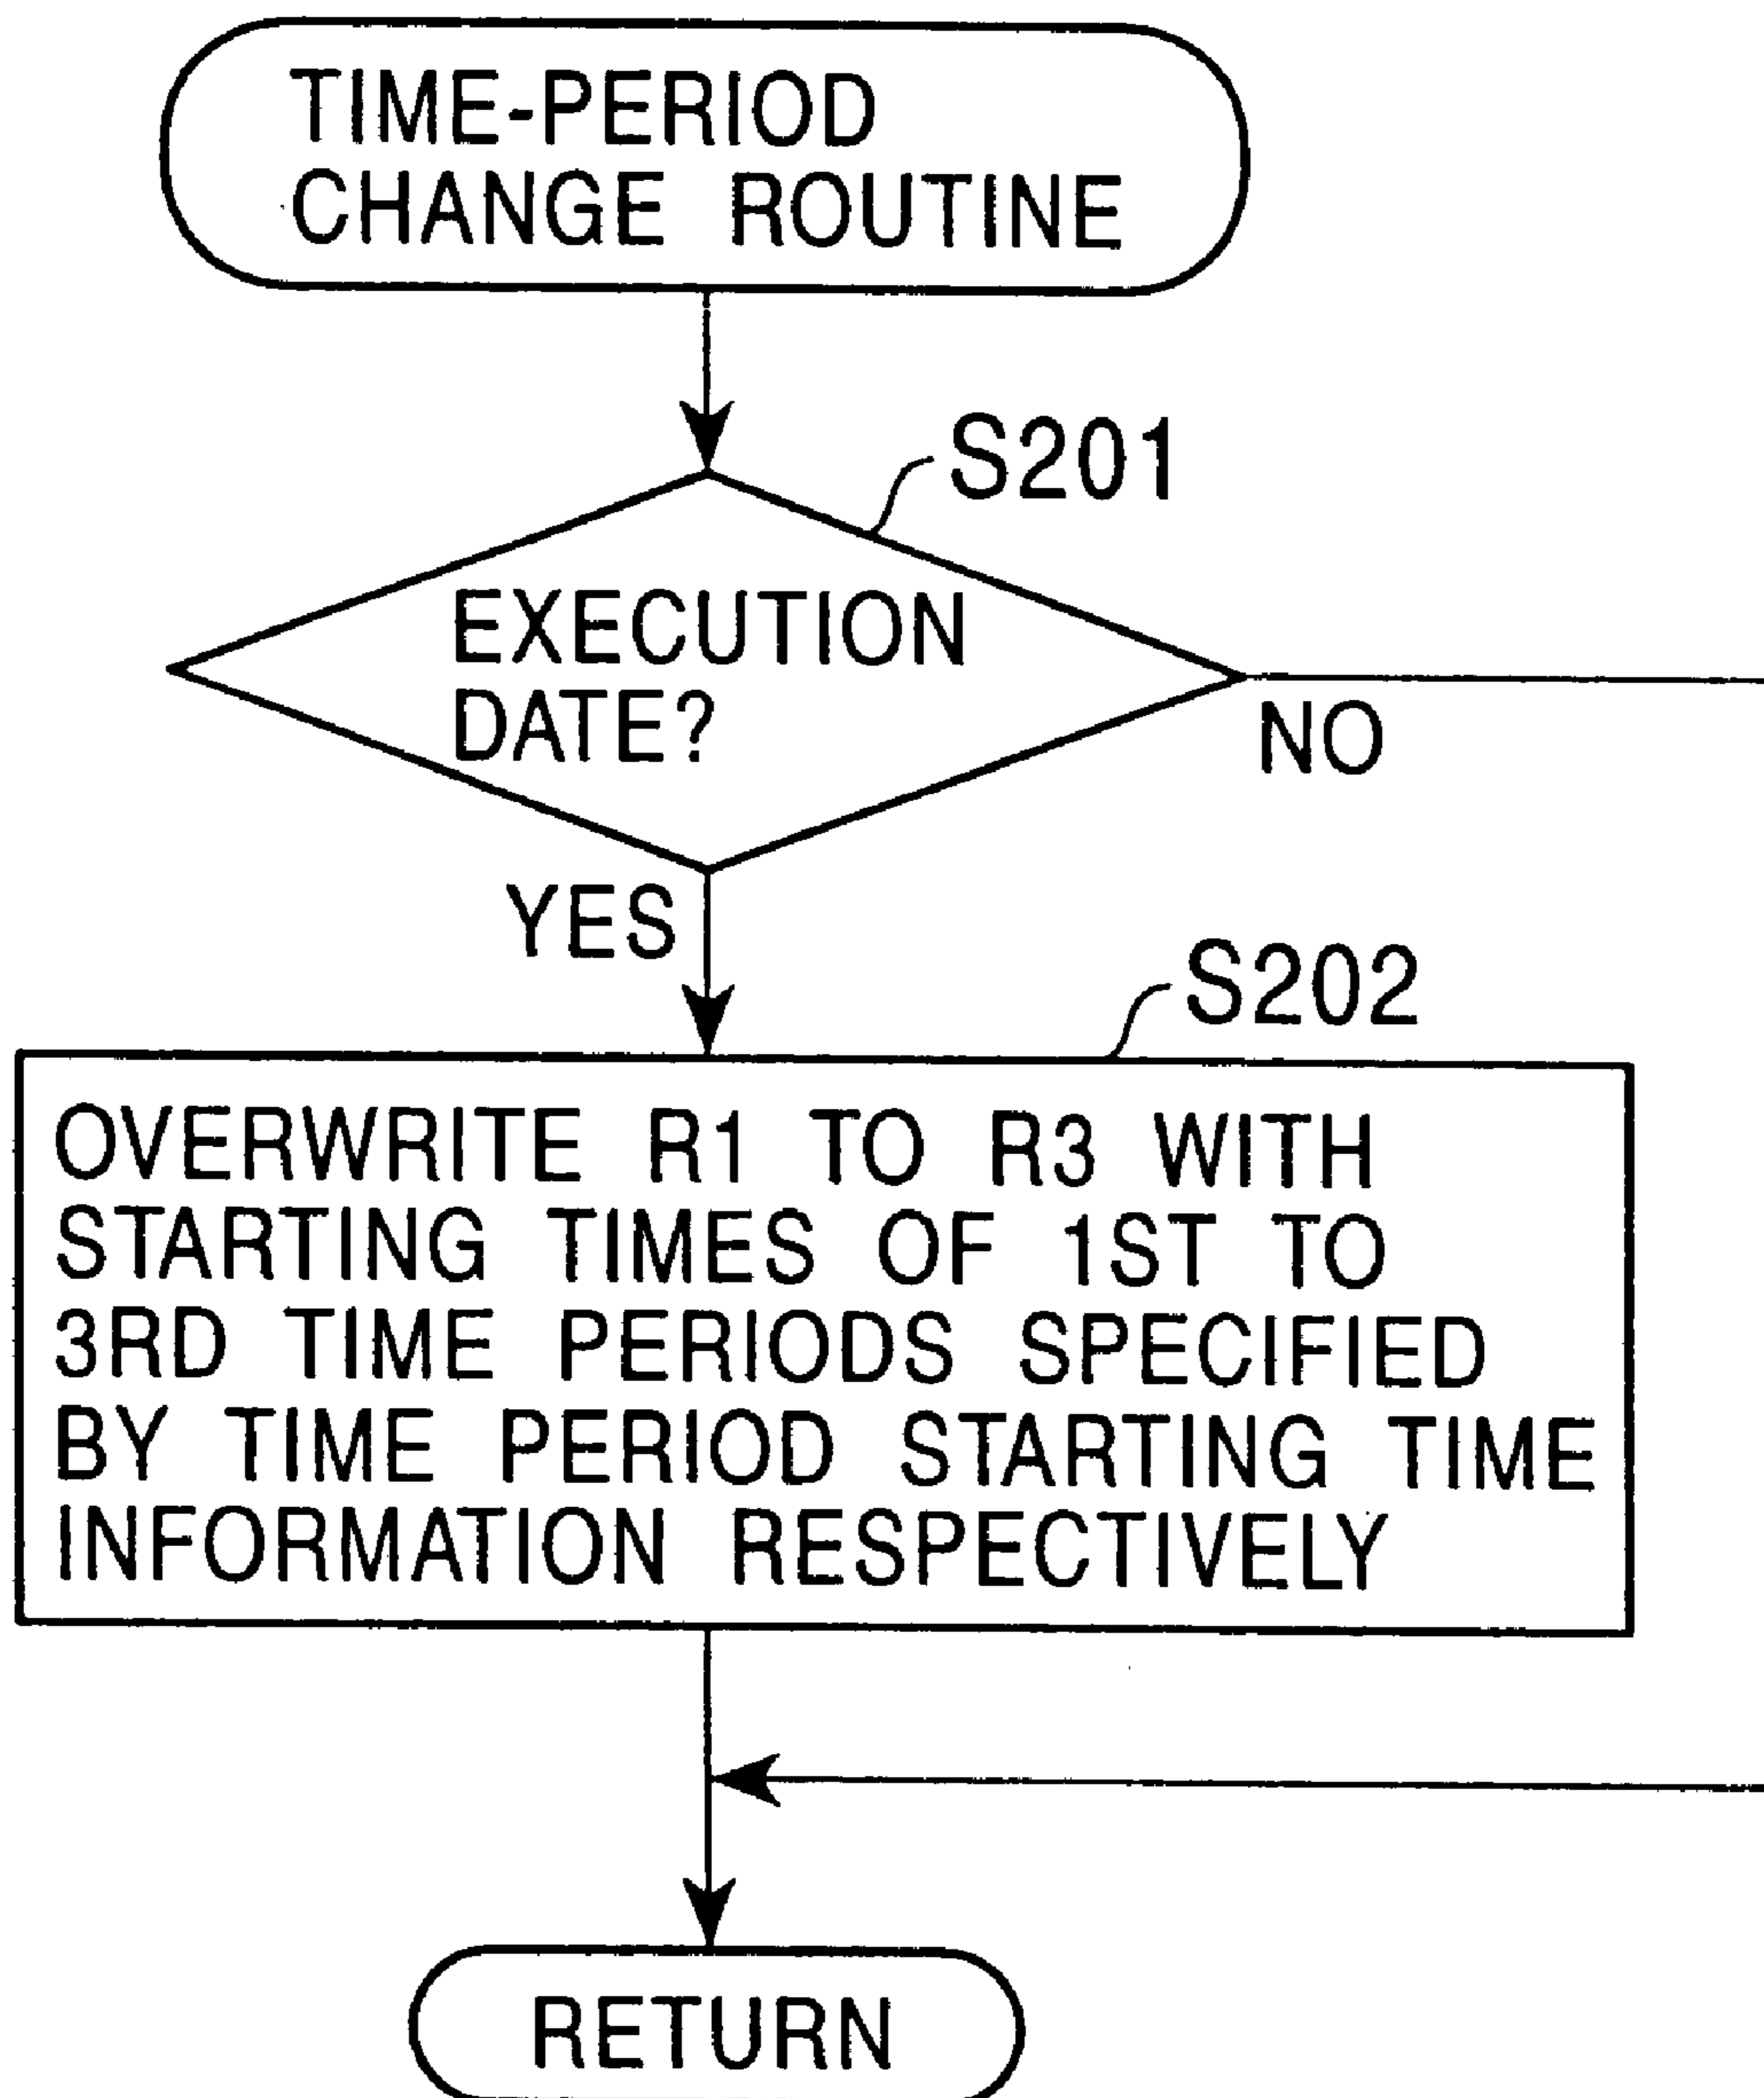 TIME-PERIOD
CHANGE ROUTINE
S201
EXECUTION
DATE?
NO
YES
S202
OVERWRITE R1 TO R3 WITH
STARTING TIMES OF 1ST TO
3RD TIME PERIODS SPECIFIED
BY TIME PERIOD STARTING TIME
INFORMATION RESPECTIVELY
RETURN